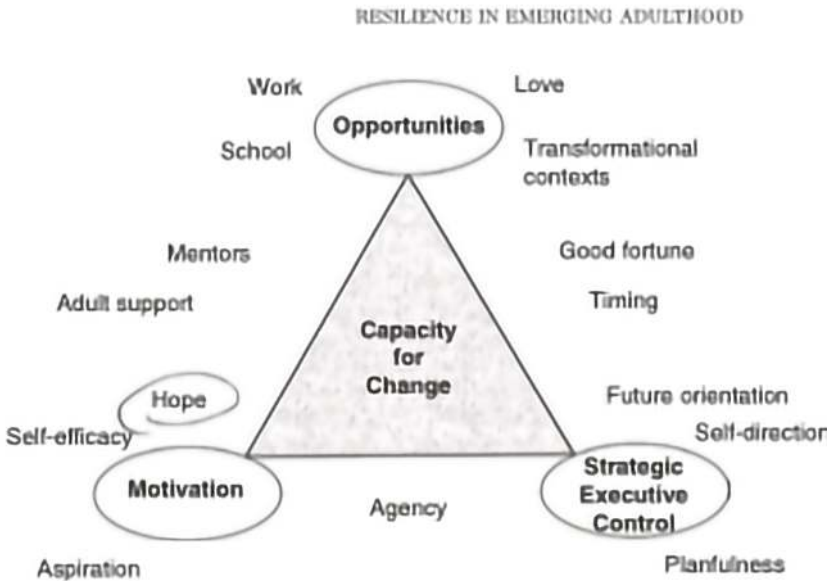 RESILIENCE IN EMERGING ADULTHOOD
Work
Love
Opportunities
School
Transformational
contexts
Mentors
Good fortune
Adult support
Timing
Capacity
for
Change
Hope
Future orientation
Self-efficacy
Self-direction
Motivation
Strategic
Executive
Control
Agency
Aspiration
Planfulness